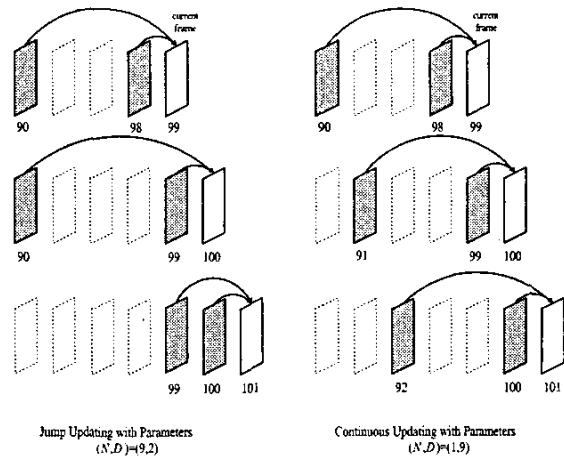 current
frame
current
frame
90 98 99
90 98 99
90 99 100
91 99 100
99 100 101
92 100 101
Jump Updating with Parameters
(N,D)=(9,2)
Continuous Updating with Parameters
(N,D)=(1,9)